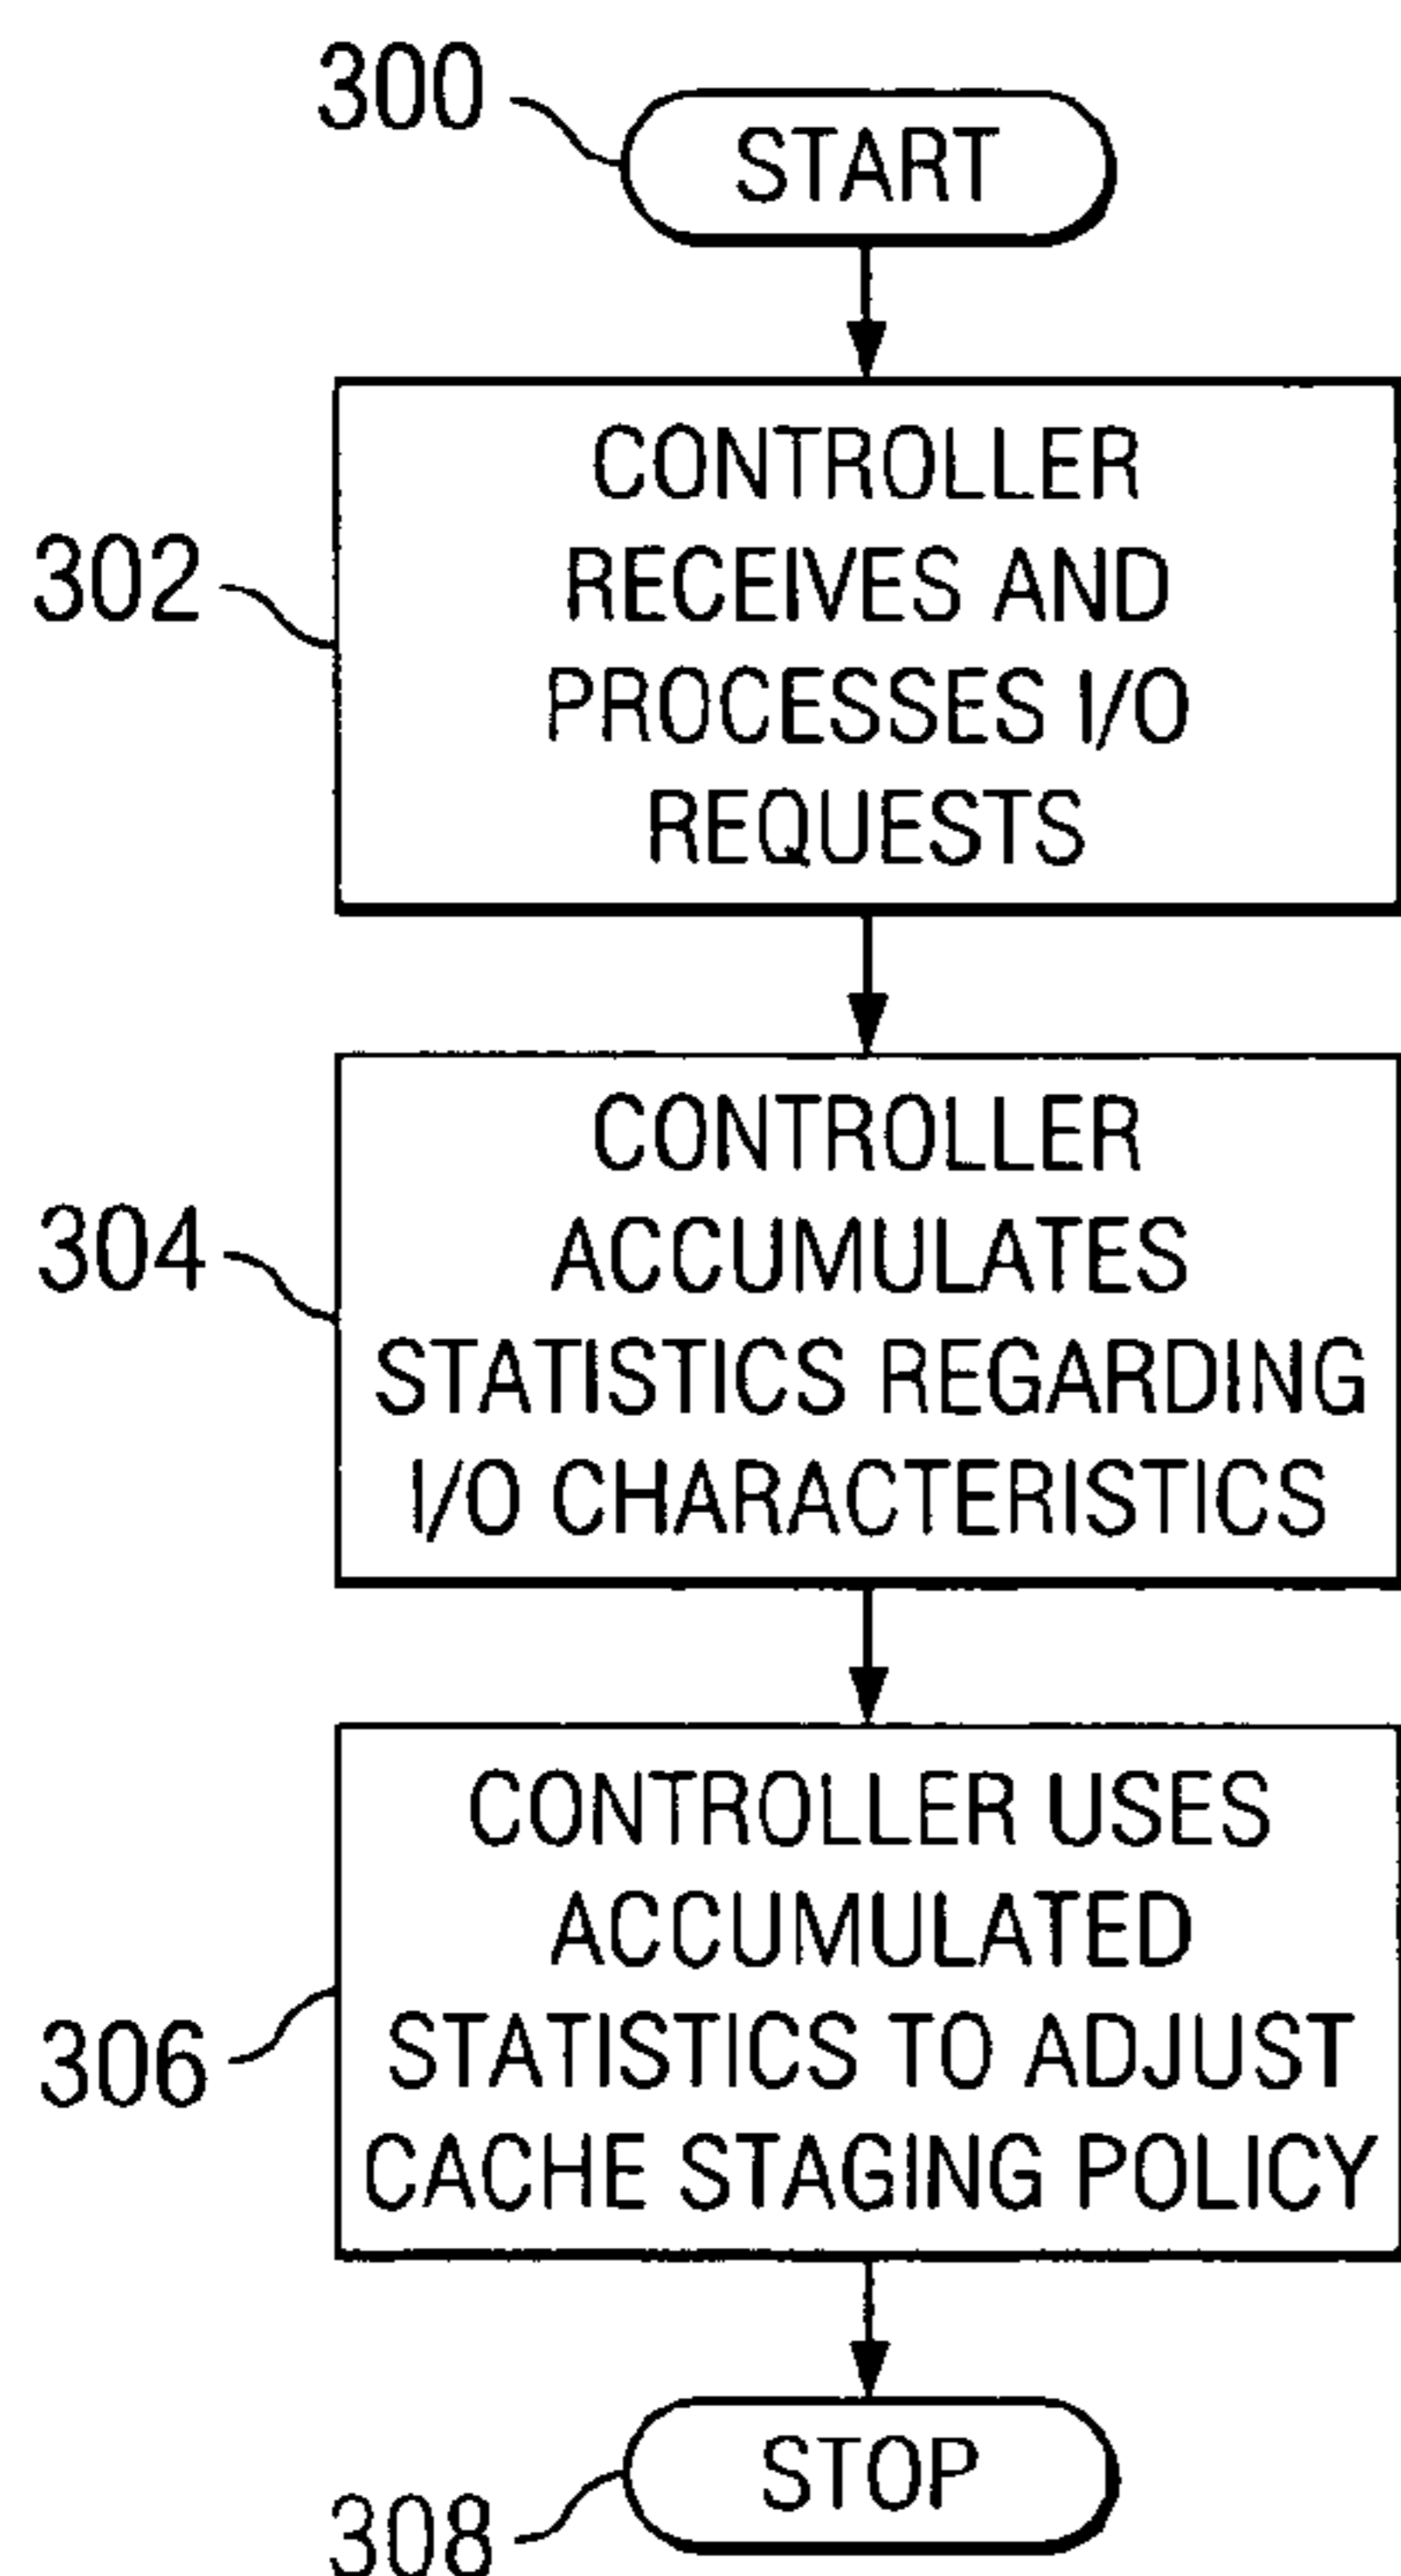 300
START
302
CONTROLLER
RECEIVES AND
PROCESSES I/O
REQUESTS
304
CONTROLLER
ACCUMULATES
STATISTICS REGARDING
I/O CHARACTERISTICS
306
CONTROLLER USES
ACCUMULATED
STATISTICS TO ADJUST
CACHE STAGING POLICY
308
STOP